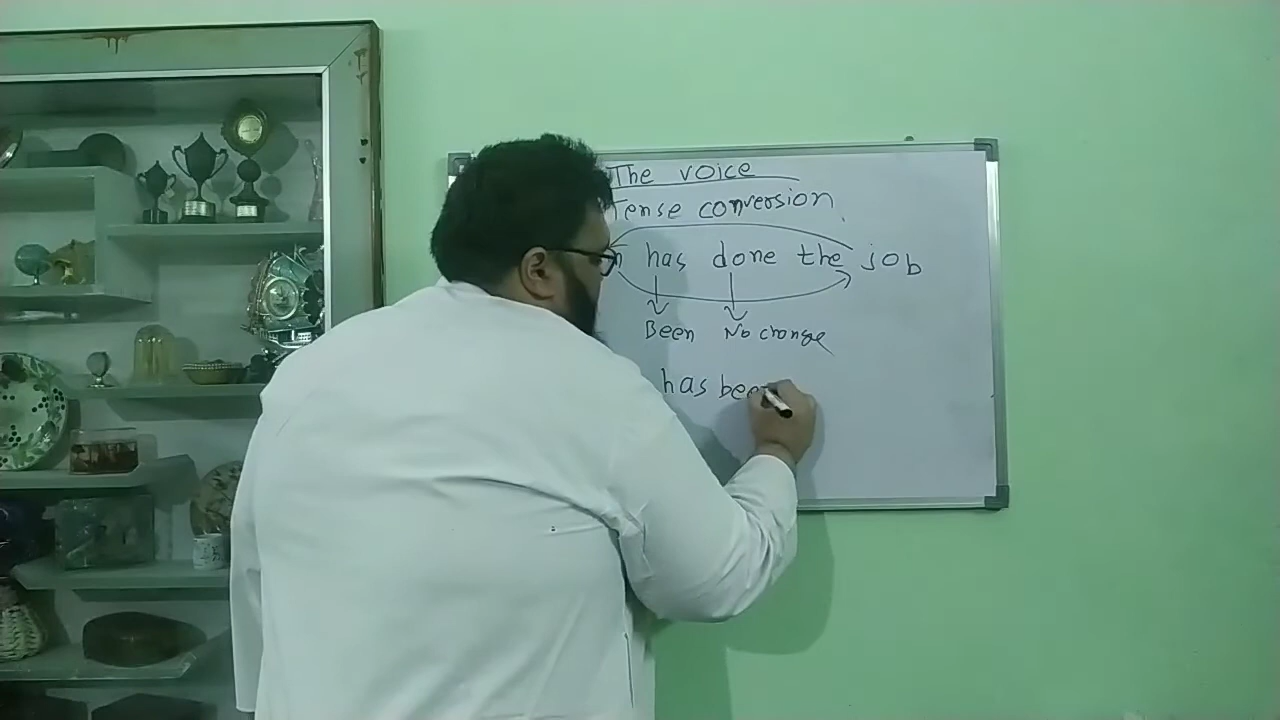 The voice
Tense conversion
has done the job
Been No change
has been